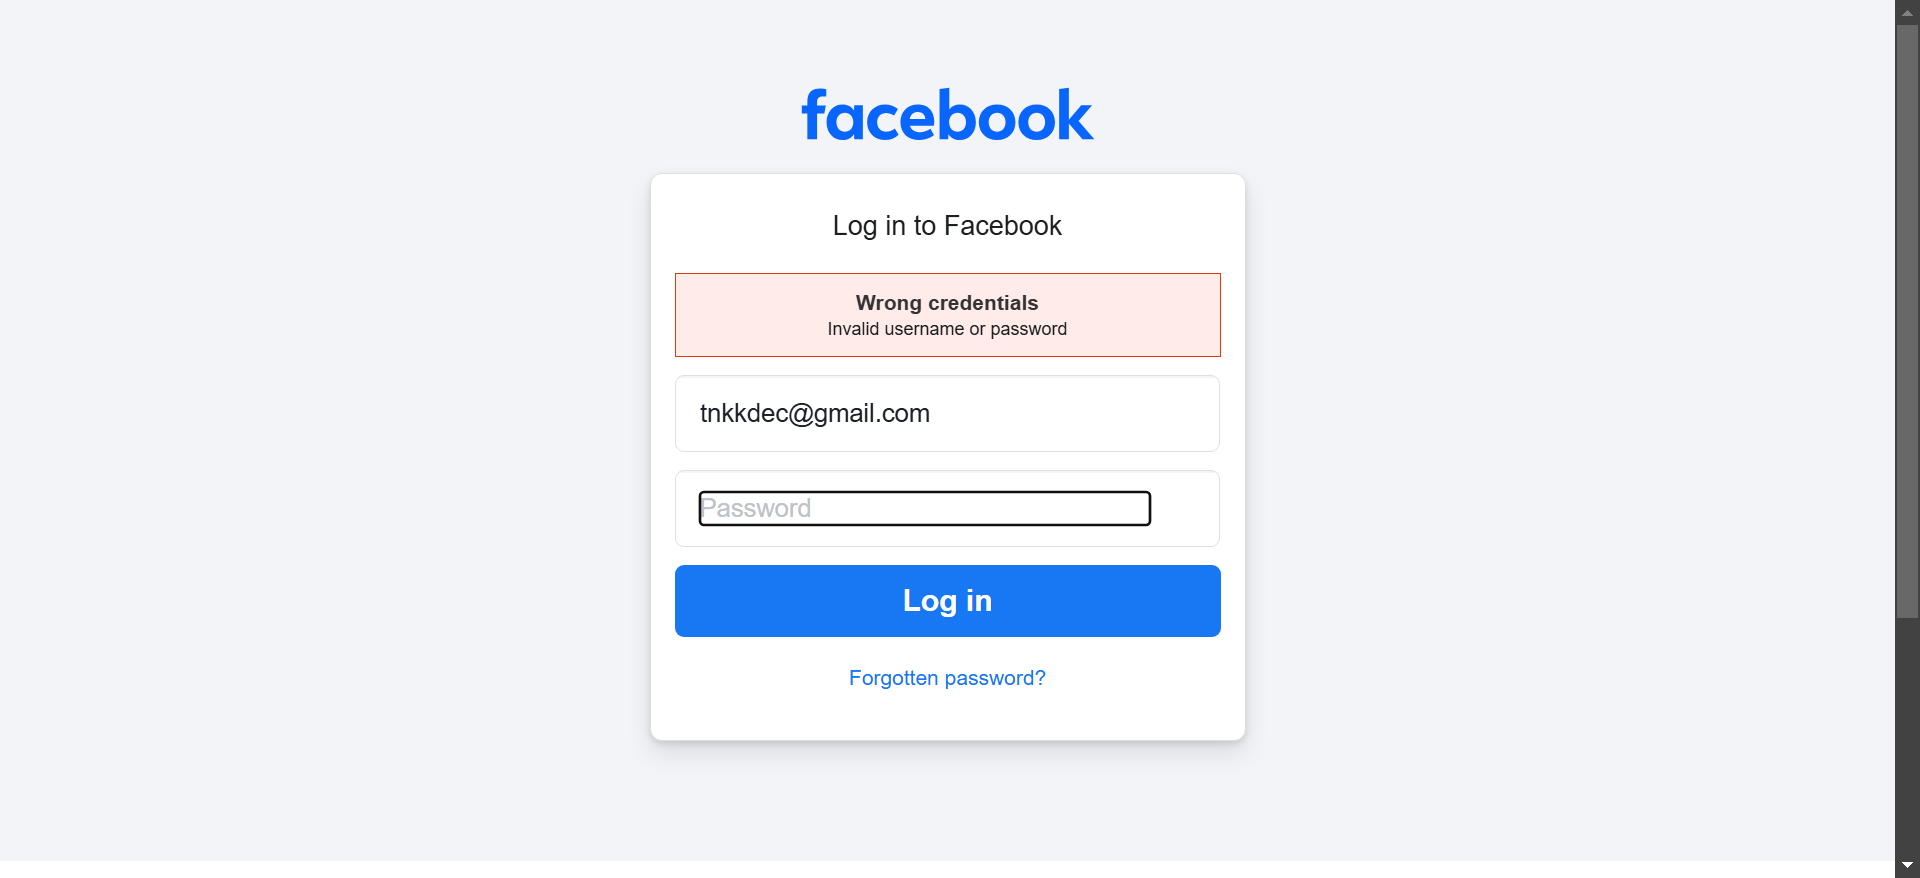 facebook
Log in to Facebook
Wrong credentials
Invalid username or password
tnkkdec@gmail.com
Password
Log in
Forgotten password?